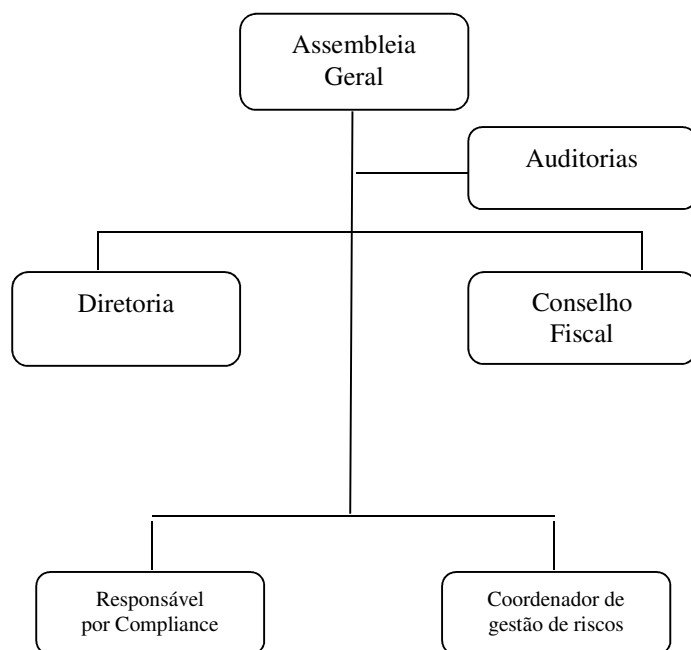 Assembleia
Geral
Auditorias
Diretoria
Conselho
Fiscal
Responsável
por Compliance
Coordenador de
gestão de riscos